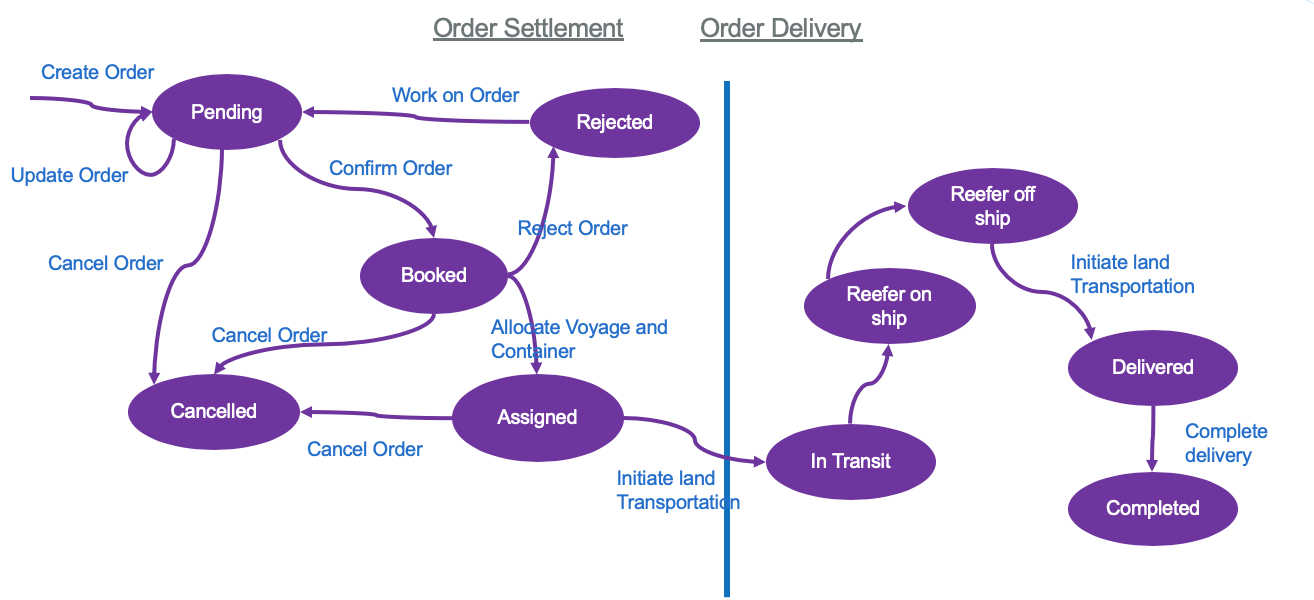 Order Settlement
Order Delivery
Create Order
Pending
Work on Order
Rejected
Update Order
Confirm Order
Reject Order
Cancel Order
Booked
Cancel Order
Allocate Voyage and
Container
Cancelled
Assigned
Cancel Order
Initiate land
Transportation
In Transit
Reefer on
ship
Reefer off
ship
Initiate land
Transportation
Delivered
Complete
delivery
Completed